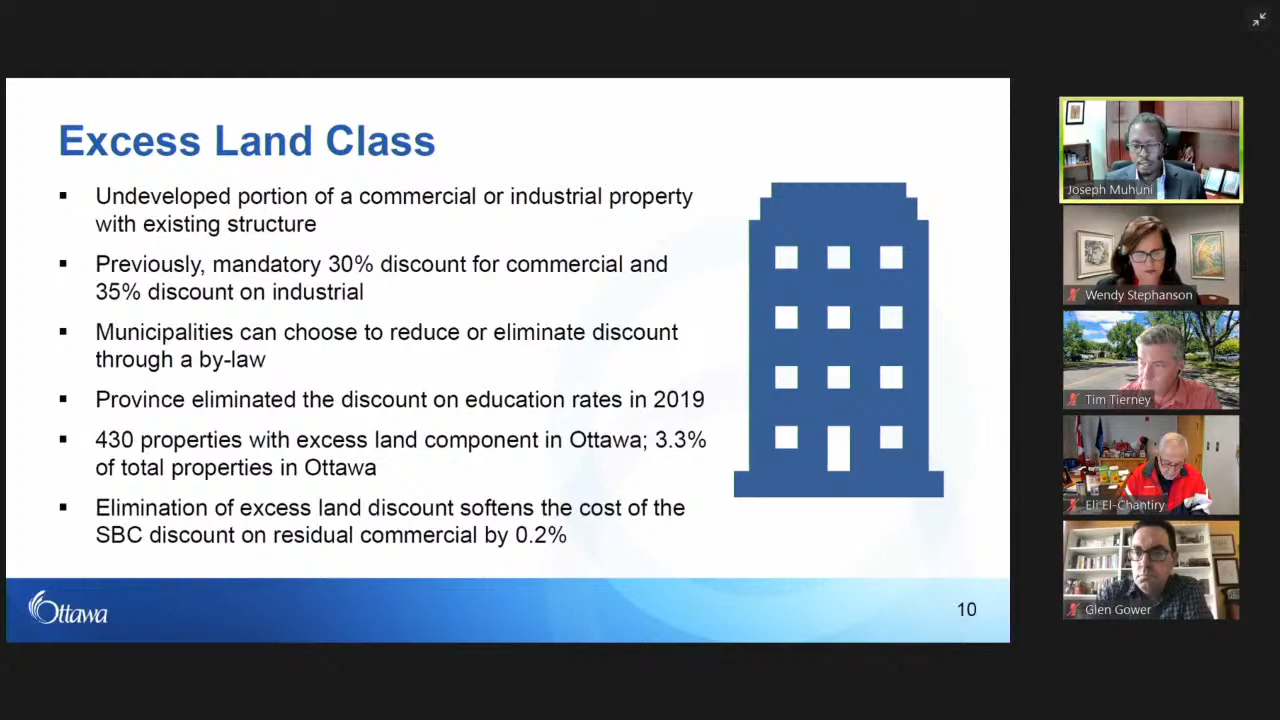 Excess Land Class
▪ Undeveloped portion of a commercial or industrial property
with existing structure
▪ Previously, mandatory 30% discount for commercial and
35% discount on industrial
▪ Municipalities can choose to reduce or eliminate discount
through a by-law
▪ Province eliminated the discount on education rates in 2019
▪ 430 properties with excess land component in Ottawa; 3.3%
of total properties in Ottawa
▪ Elimination of excess land discount softens the cost of the
SBC discount on residual commercial by 0.2%
Ottawa
10
Joseph Muhuni
Wendy Stephanson
Tim Tierney
Eli El-Chantiry
Glen Gower